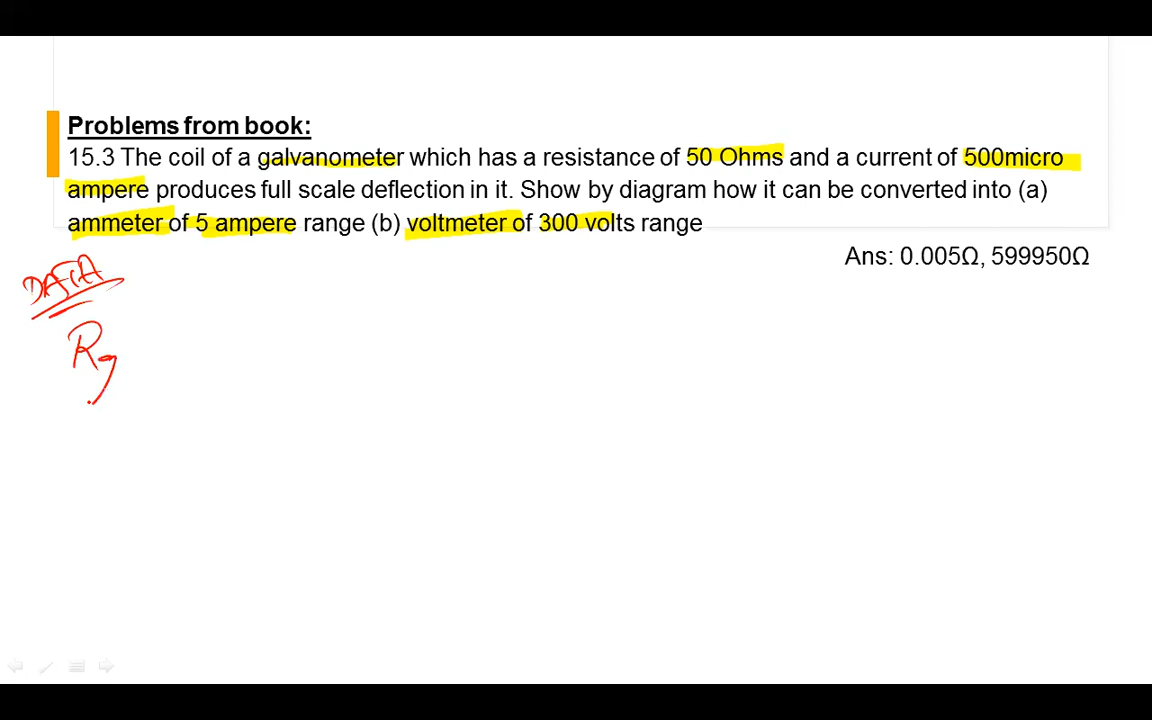 Problems from book:
15.3 The coil of a galvanometer which has a resistance of 50 Ohms and a current of 500micro
ampere produces full scale deflection in it. Show by diagram how it can be converted into (a)
ammeter of 5 ampere range (b) voltmeter of 300 volts range
Ans: 0.005Ω, 599950Ω
DATA
Rg